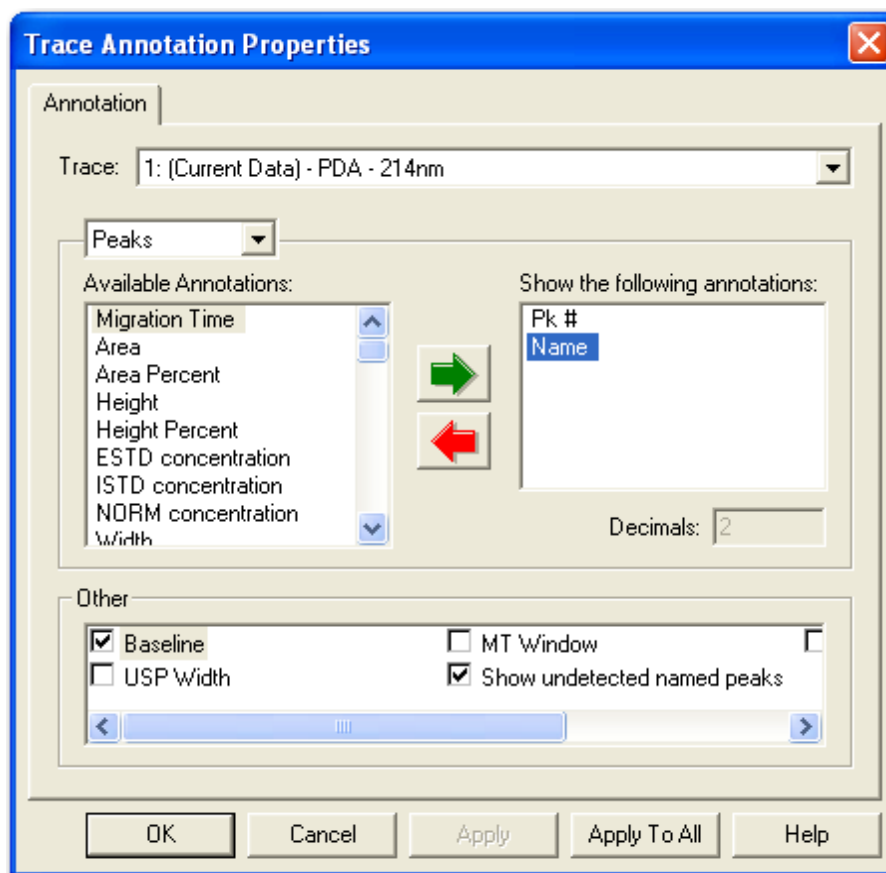 Trace Annotation Properties
Annotation
Trace: 1: (Current Data) - PDA - 214nm
Peaks
Available Annotations:
Migration Time
Area
Area Percent
Height
Height Percent
ESTD concentration
ISTD concentration
NORM concentration
Width
Show the following annotations:
Pk #
Name
Decimals: 2
Other
Baseline
MT Window
USP Width
Show undetected named peaks
OK
Cancel
Apply
Apply To All
Help